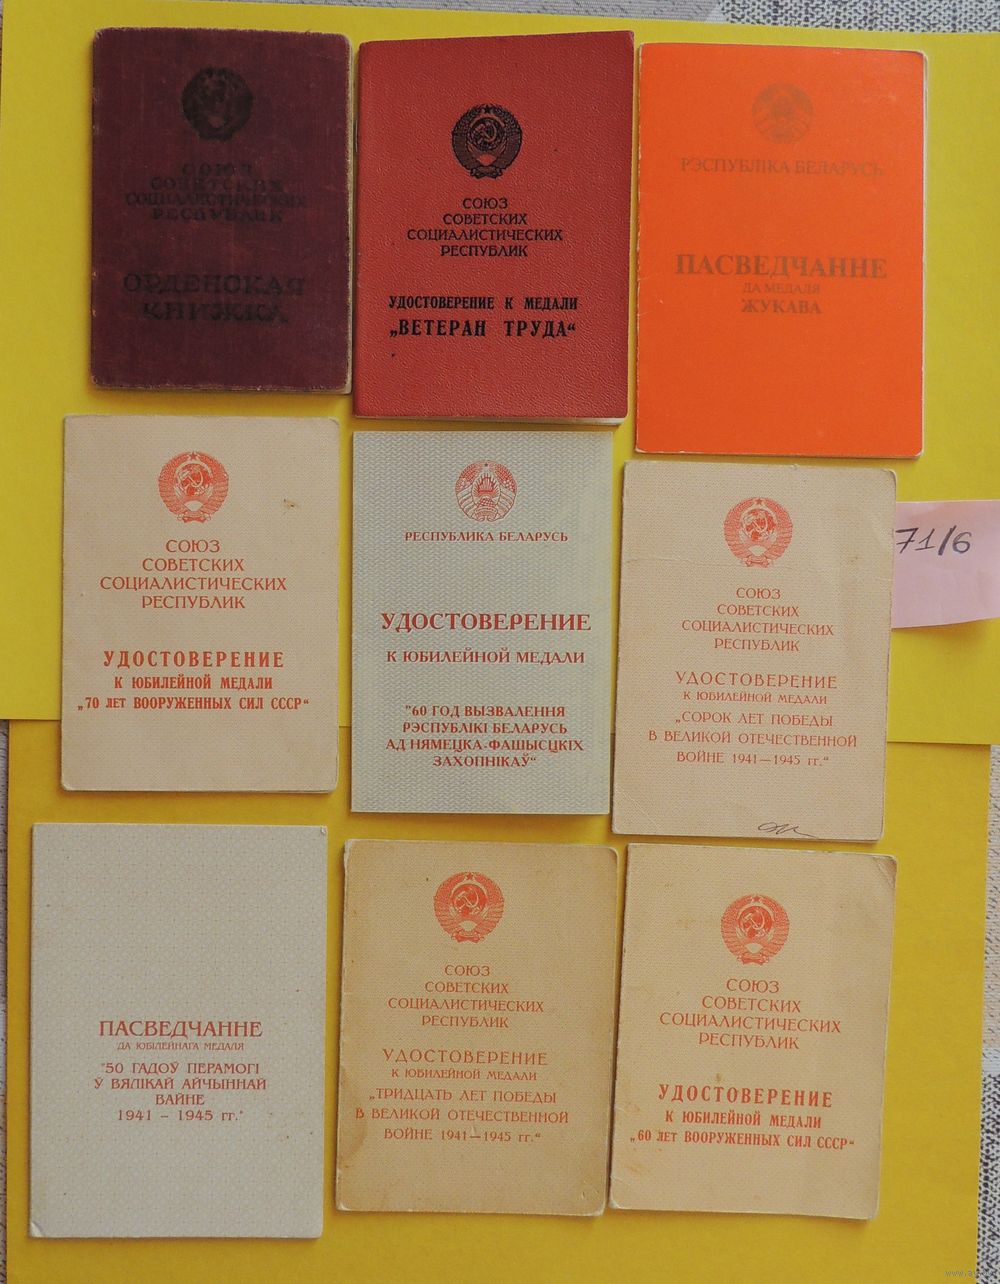 СОЮЗ
СОВЕТСКИХ
СОЦИАЛИСТИЧЕСКИХ
РЕСПУБЛИК
ОРДЕНСКАЯ
КНИЖКА
СОЮЗ
СОВЕТСКИХ
СОЦИАЛИСТИЧЕСКИХ
РЕСПУБЛИК
УДОСТОВЕРЕНИЕ К МЕДАЛИ
„ВЕТЕРАН ТРУДА“
РЭСПУБЛІКА БЕЛАРУСЬ
ПАСВЕДЧАННЕ
ДА МЕДАЛЯ
ЖУКАВА
СОЮЗ
СОВЕТСКИХ
СОЦИАЛИСТИЧЕСКИХ
РЕСПУБЛИК
УДОСТОВЕРЕНИЕ
К ЮБИЛЕЙНОЙ МЕДАЛИ
„70 ЛЕТ ВООРУЖЕННЫХ СИЛ СССР“
РЕСПУБЛИКА БЕЛАРУСЬ
УДОСТОВЕРЕНИЕ
К ЮБИЛЕЙНОЙ МЕДАЛИ
"60 ГОД ВЫЗВАЛЕННЯ
РЭСПУБЛІКІ БЕЛАРУСЬ
АД НЯМЕЦКА-ФАШЫСЦКІХ
ЗАХОПНІКАЎ“
СОЮЗ
СОВЕТСКИХ
СОЦИАЛИСТИЧЕСКИХ
РЕСПУБЛИК
УДОСТОВЕРЕНИЕ
К ЮБИЛЕЙНОЙ МЕДАЛИ
„СОРОК ЛЕТ ПОБЕДЫ
В ВЕЛИКОЙ ОТЕЧЕСТВЕННОЙ
ВОЙНЕ 1941—1945 гг.“
71/6
ПАСВЕДЧАННЕ
ДА ЮБІЛЕЙНАГА МЕДАЛЯ
"50 ГАДОЎ ПЕРАМОГІ
Ў ВЯЛІКАЙ АЙЧЫННАЙ
ВАЙНЕ
1941 – 1945 гг."
СОЮЗ
СОВЕТСКИХ
СОЦИАЛИСТИЧЕСКИХ
РЕСПУБЛИК
УДОСТОВЕРЕНИЕ
К ЮБИЛЕЙНОЙ МЕДАЛИ
„ТРИДЦАТЬ ЛЕТ ПОБЕДЫ
В ВЕЛИКОЙ ОТЕЧЕСТВЕННОЙ
ВОЙНЕ 1941—1945 гг.“
СОЮЗ
СОВЕТСКИХ
СОЦИАЛИСТИЧЕСКИХ
РЕСПУБЛИК
УДОСТОВЕРЕНИЕ
К ЮБИЛЕЙНОЙ МЕДАЛИ
„60 ЛЕТ ВООРУЖЕННЫХ СИЛ СССР“